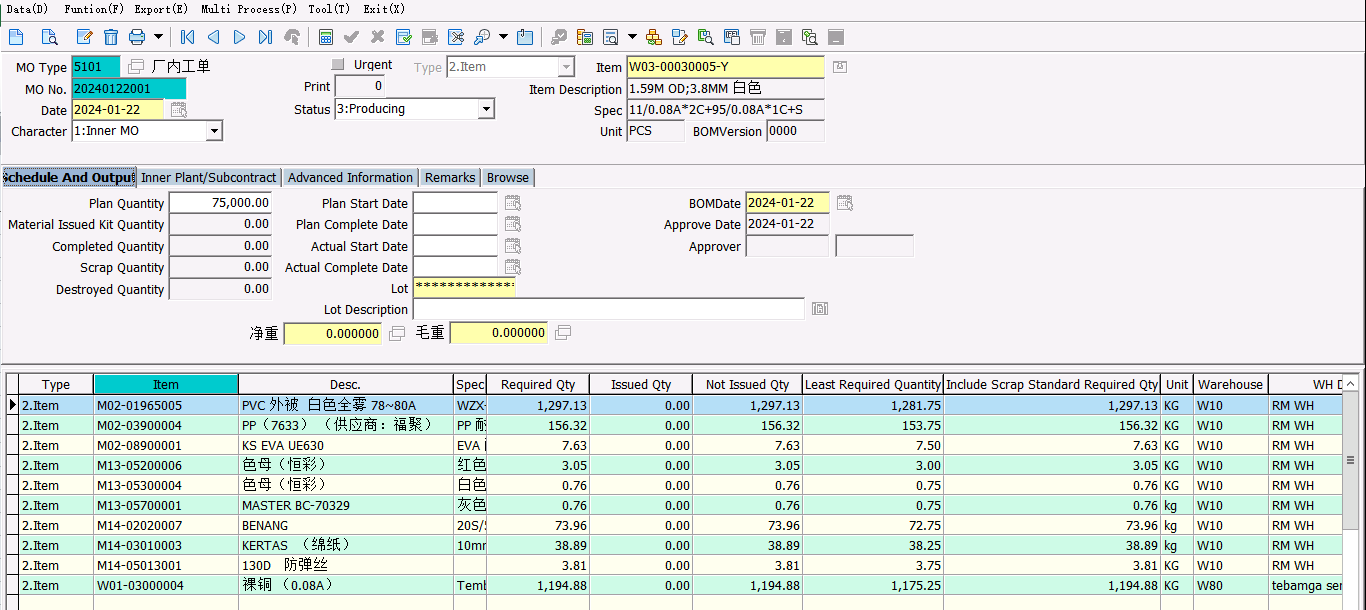 Data(D) Funtion(F) Export(E) Multi Process(P) Tool(T) Exit(X)
MO Type 5101 厂内工单 Urgent Type 2.Item Item W03-00030005-Y
MO No. 20240122001 Print 0 Item Description 1.59M OD;3.8MM 白色
Date 2024-01-22 Status 3:Producing Spec 11/0.08A*2C+95/0.08A*1C+S
Character 1:Inner MO Unit PCS BOMVersion 0000
Schedule And Output Inner Plant/Subcontract Advanced Information Remarks Browse
Plan Quantity 75,000.00 Plan Start Date BOMDate 2024-01-22
Material Issued Kit Quantity 0.00 Plan Complete Date Approve Date 2024-01-22
Completed Quantity 0.00 Actual Start Date Approver
Scrap Quantity 0.00 Actual Complete Date
Destroyed Quantity 0.00 Lot *************
Lot Description
净重 0.000000 毛重 0.000000
Type Item Desc. Spec Required Qty Issued Qty Not Issued Qty Least Required Quantity Include Scrap Standard Required Qty Unit Warehouse WH D
2.Item M02-01965005 PVC 外被 白色全雾 78~80A WZX- 1,297.13 0.00 1,297.13 1,281.75 1,297.13 KG W10 RM WH
2.Item M02-03900004 PP（7633）（供应商：福聚） PP 耐 156.32 0.00 156.32 153.75 156.32 KG W10 RM WH
2.Item M02-08900001 KS EVA UE630 EVA 7.63 0.00 7.63 7.50 7.63 KG W10 RM WH
2.Item M13-05200006 色母（恒彩） 红色 3.05 0.00 3.05 3.00 3.05 KG W10 RM WH
2.Item M13-05300004 色母（恒彩） 白色 0.76 0.00 0.76 0.75 0.76 KG W10 RM WH
2.Item M13-05700001 MASTER BC-70329 灰色 0.76 0.00 0.76 0.75 0.76 kg W10 RM WH
2.Item M14-02020007 BENANG 20S/ 73.96 0.00 73.96 72.75 73.96 kg W10 RM WH
2.Item M14-03010003 KERTAS （绵纸） 10mm 38.89 0.00 38.89 38.25 38.89 kg W10 RM WH
2.Item M14-05013001 130D 防弹丝 3.81 0.00 3.81 3.75 3.81 KG W10 RM WH
2.Item W01-03000004 裸铜（0.08A） Temb 1,194.88 0.00 1,194.88 1,175.25 1,194.88 KG W80 tebamga ser